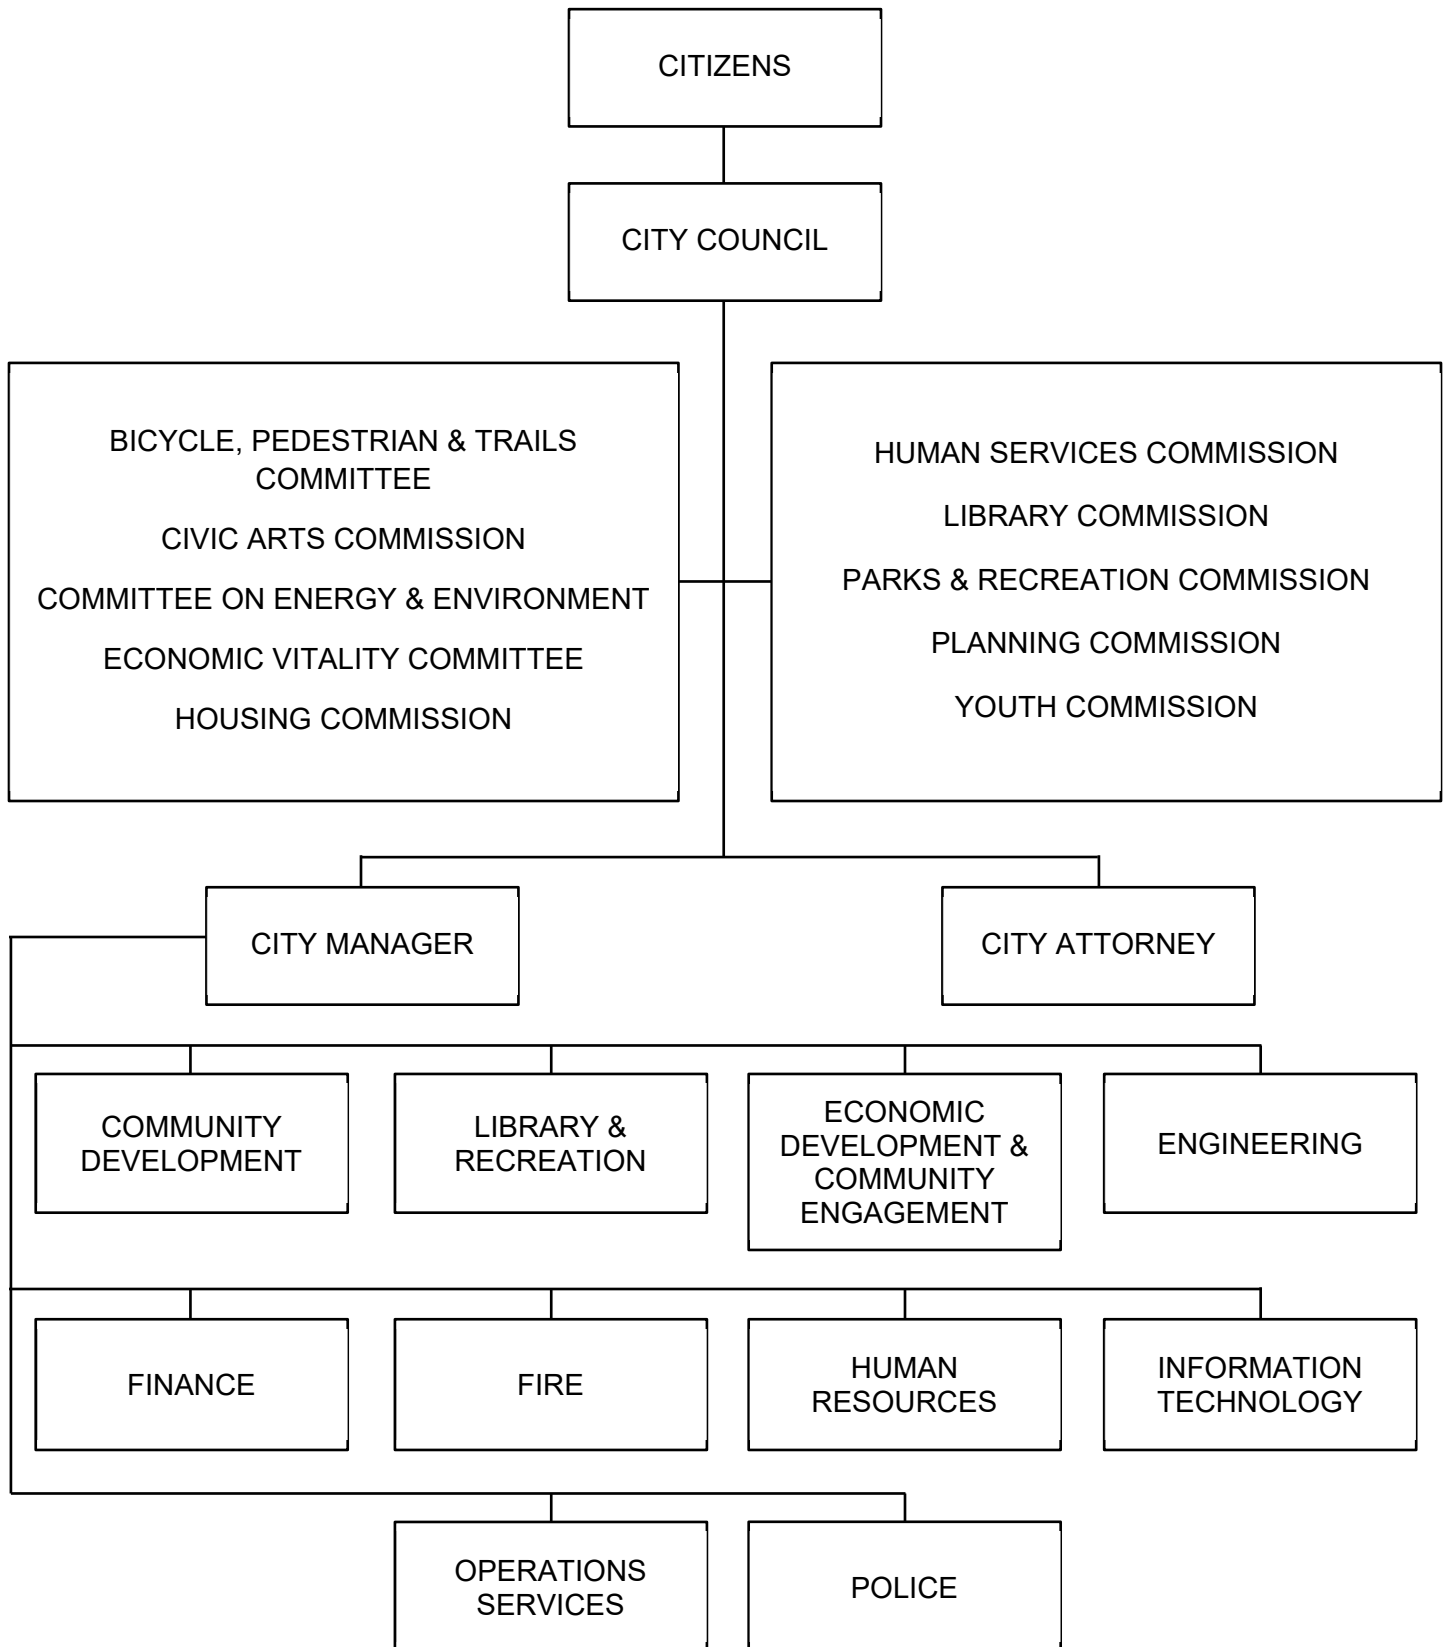 CITIZENS
CITY COUNCIL
BICYCLE, PEDESTRIAN & TRAILS
COMMITTEE
CIVIC ARTS COMMISSION
COMMITTEE ON ENERGY & ENVIRONMENT
ECONOMIC VITALITY COMMITTEE
HOUSING COMMISSION
HUMAN SERVICES COMMISSION
LIBRARY COMMISSION
PARKS & RECREATION COMMISSION
PLANNING COMMISSION
YOUTH COMMISSION
CITY MANAGER
CITY ATTORNEY
COMMUNITY
DEVELOPMENT
LIBRARY &
RECREATION
ECONOMIC
DEVELOPMENT &
COMMUNITY
ENGAGEMENT
ENGINEERING
FINANCE
FIRE
HUMAN
RESOURCES
INFORMATION
TECHNOLOGY
OPERATIONS
SERVICES
POLICE